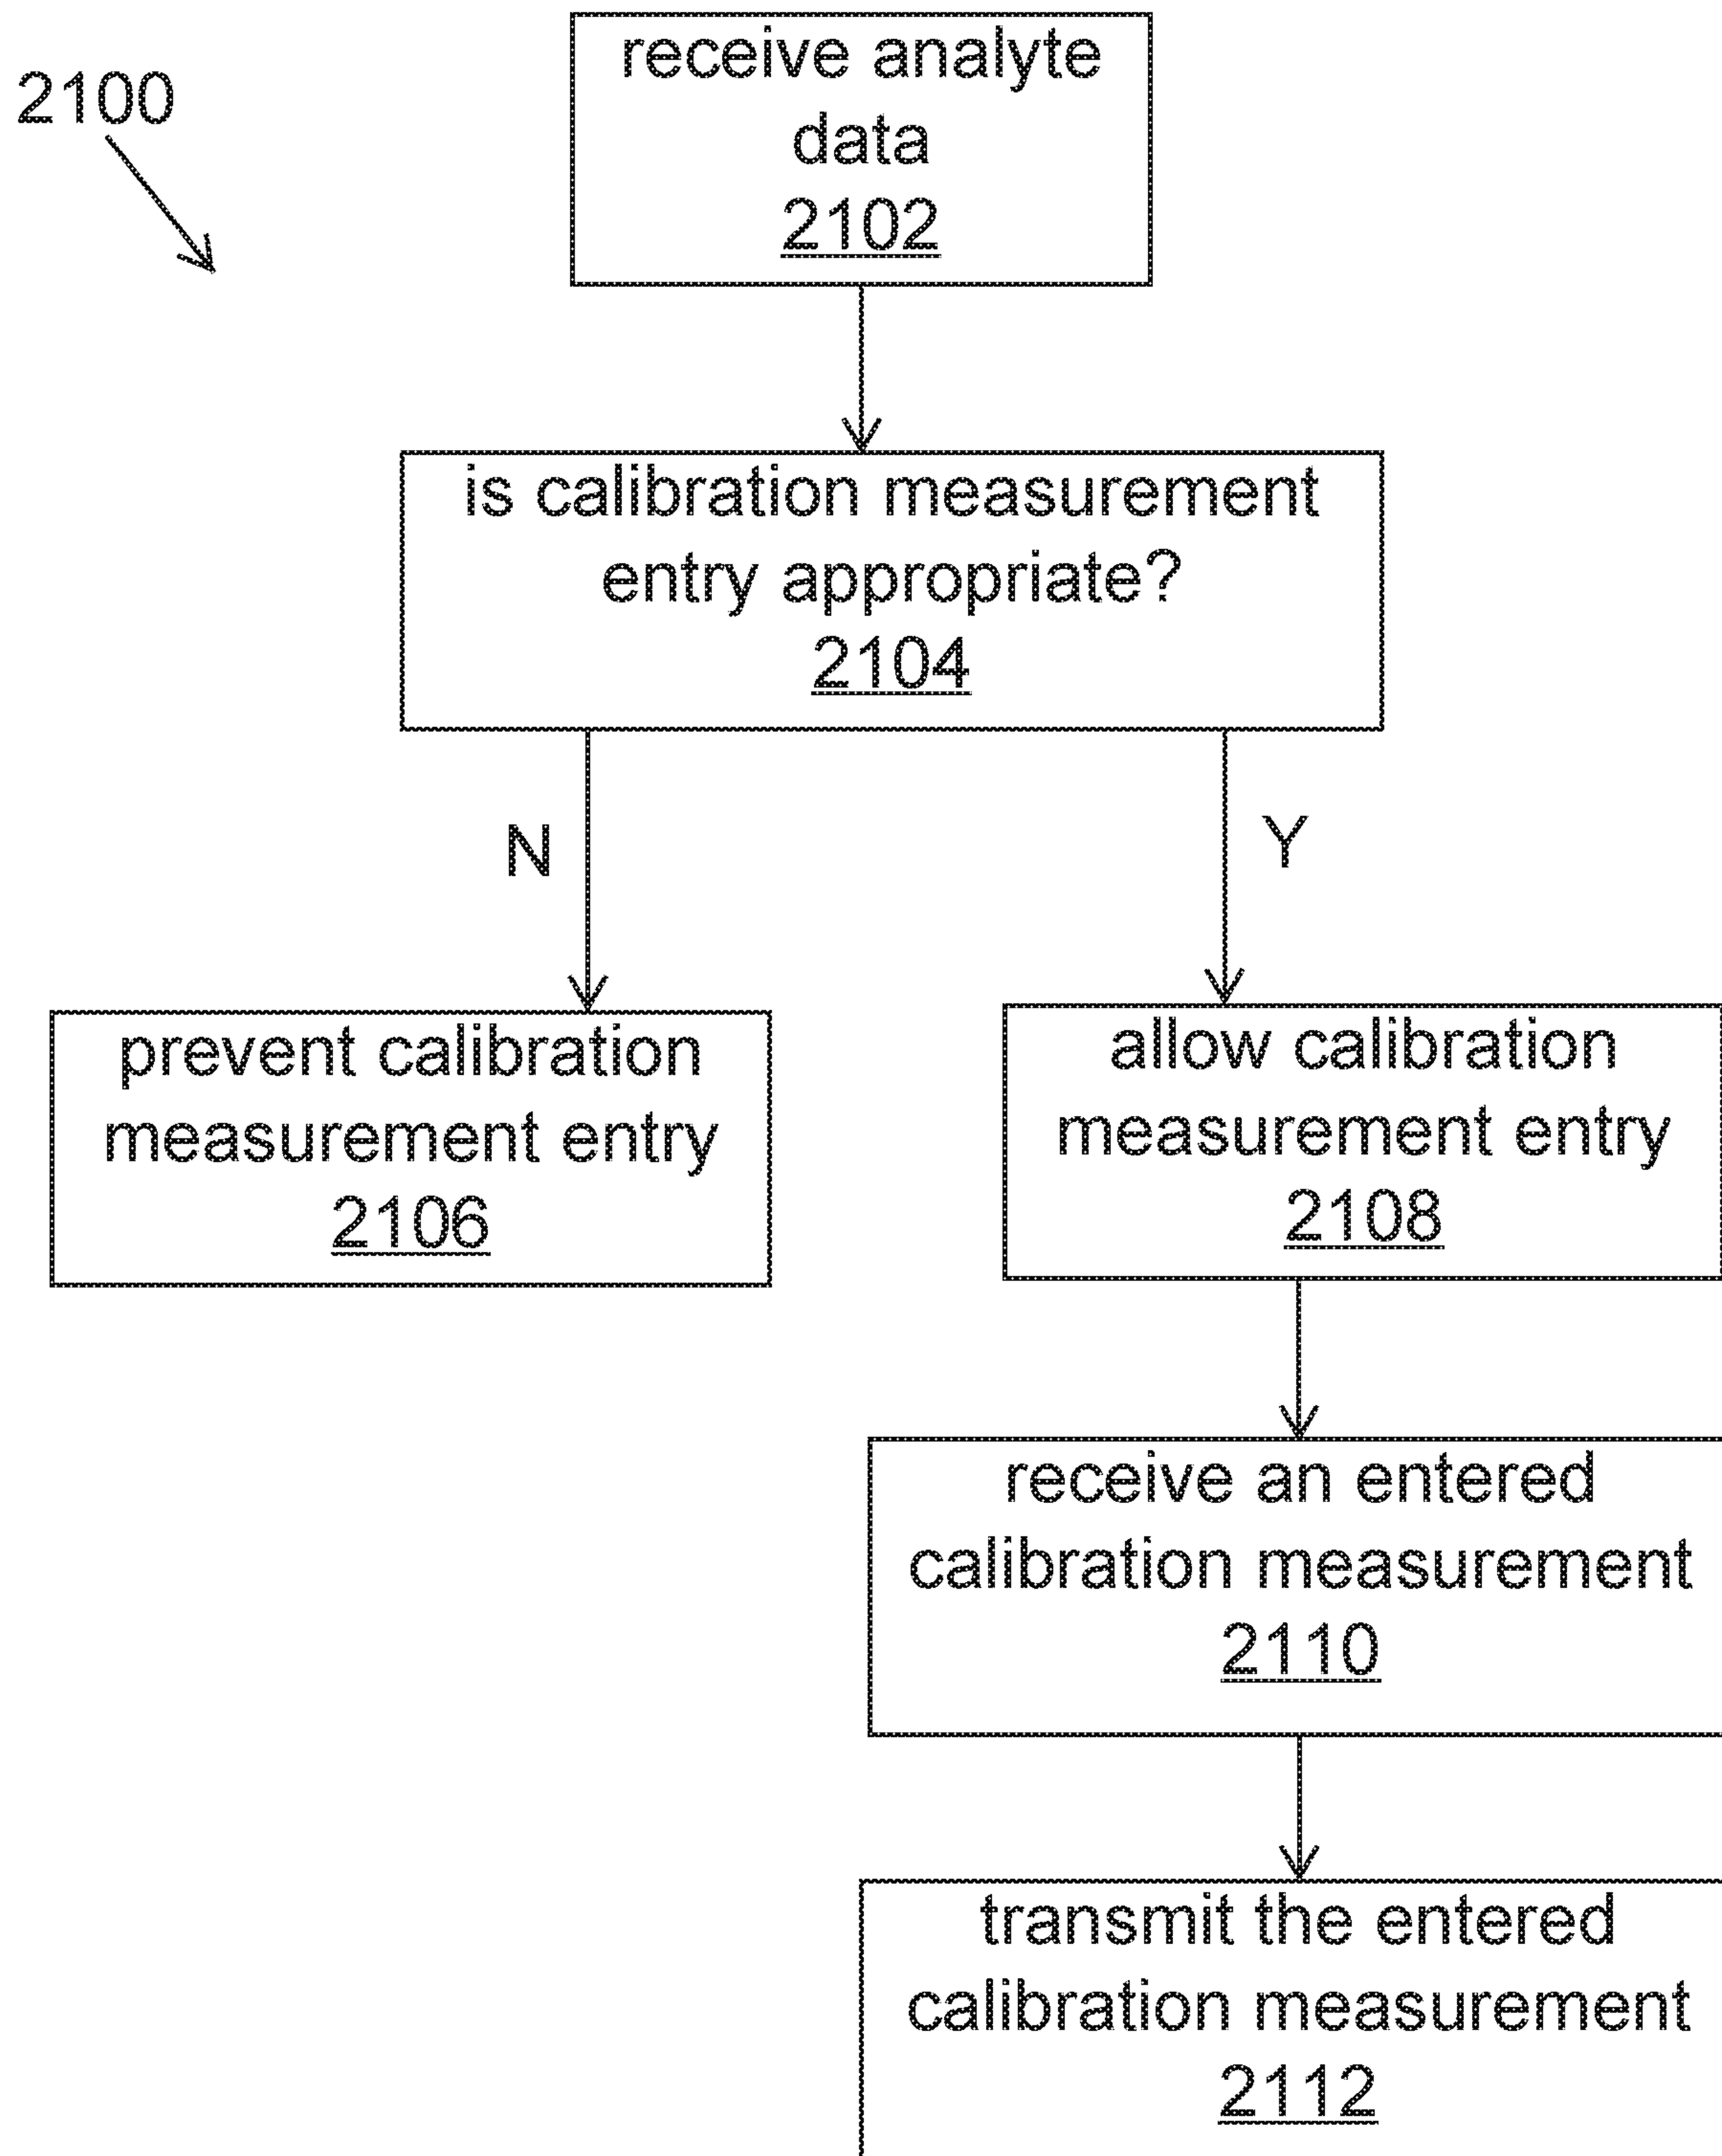 2100
receive analyte
data
2102
is calibration measurement
entry appropriate?
2104
N
Y
prevent calibration
measurement entry
2106
allow calibration
measurement entry
2108
receive an entered
calibration measurement
2110
transmit the entered
calibration measurement
2112